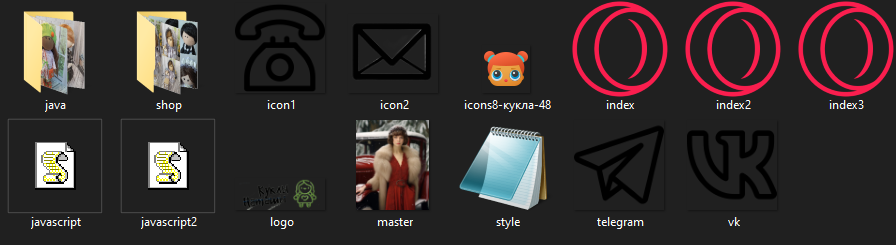 java
shop
icon1
icon2
icons8-кукла-48
index
index2
index3
javascript
javascript2
logo
master
style
telegram
vk